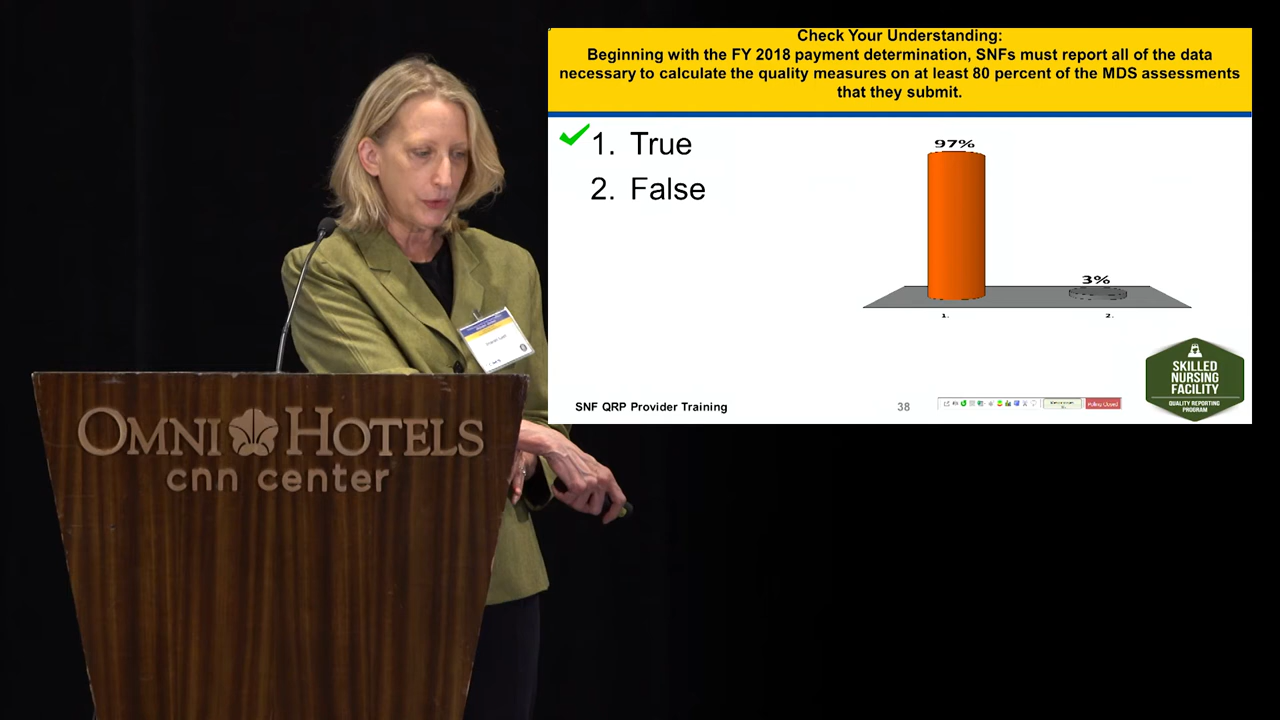 Check Your Understanding:
Beginning with the FY 2018 payment determination, SNFs must report all of the data
necessary to calculate the quality measures on at least 80 percent of the MDS assessments
that they submit.
1. True
2. False
97%
3%
1.
2.
SKILLED
NURSING
FACILITY
QUALITY REPORTING
PROGRAM
SNF QRP Provider Training
38
Polling Closed
OMNI HOTELS
cnn center